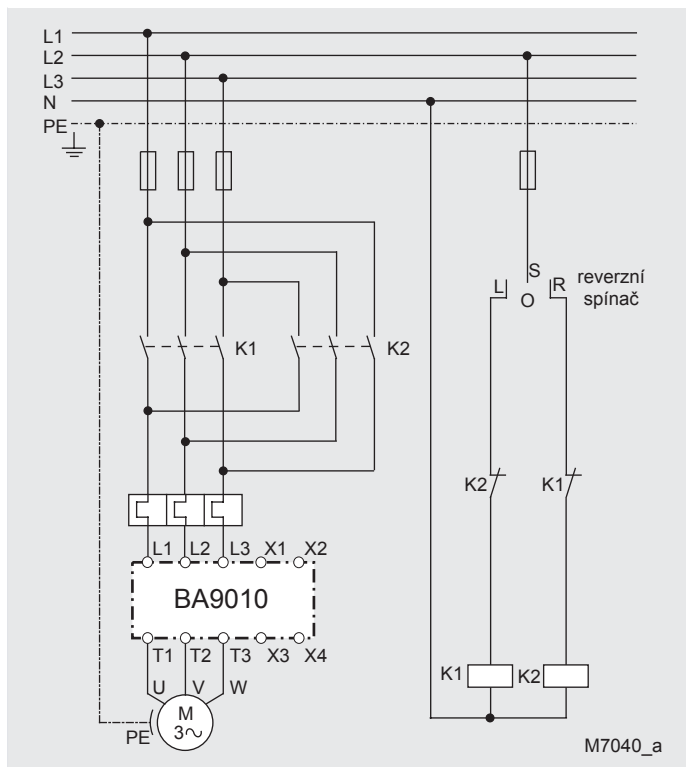 L1
L2
L3
N
PE
S
L R
O
reverzní
spínač
K1 K2
K2 K1
L1 L2 L3 X1 X2
BA9010
T1 T2 T3 X3 X4
K1 K2
U V W
M
3~
PE
M7040_a